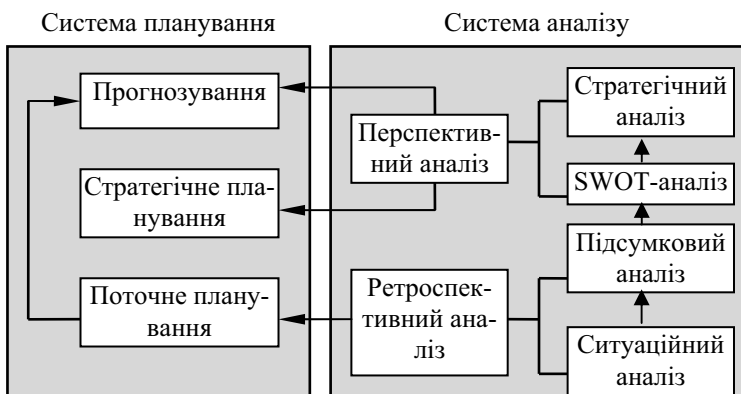 Система планування
Система аналізу
Прогнозування
Стратегічне пла-
нування
Поточне плану-
вання
Перспектив-
ний аналіз
Ретроспек-
тивний ана-
ліз
Стратегічний
аналіз
SWOT-аналіз
Підсумковий
аналіз
Ситуаційний
аналіз